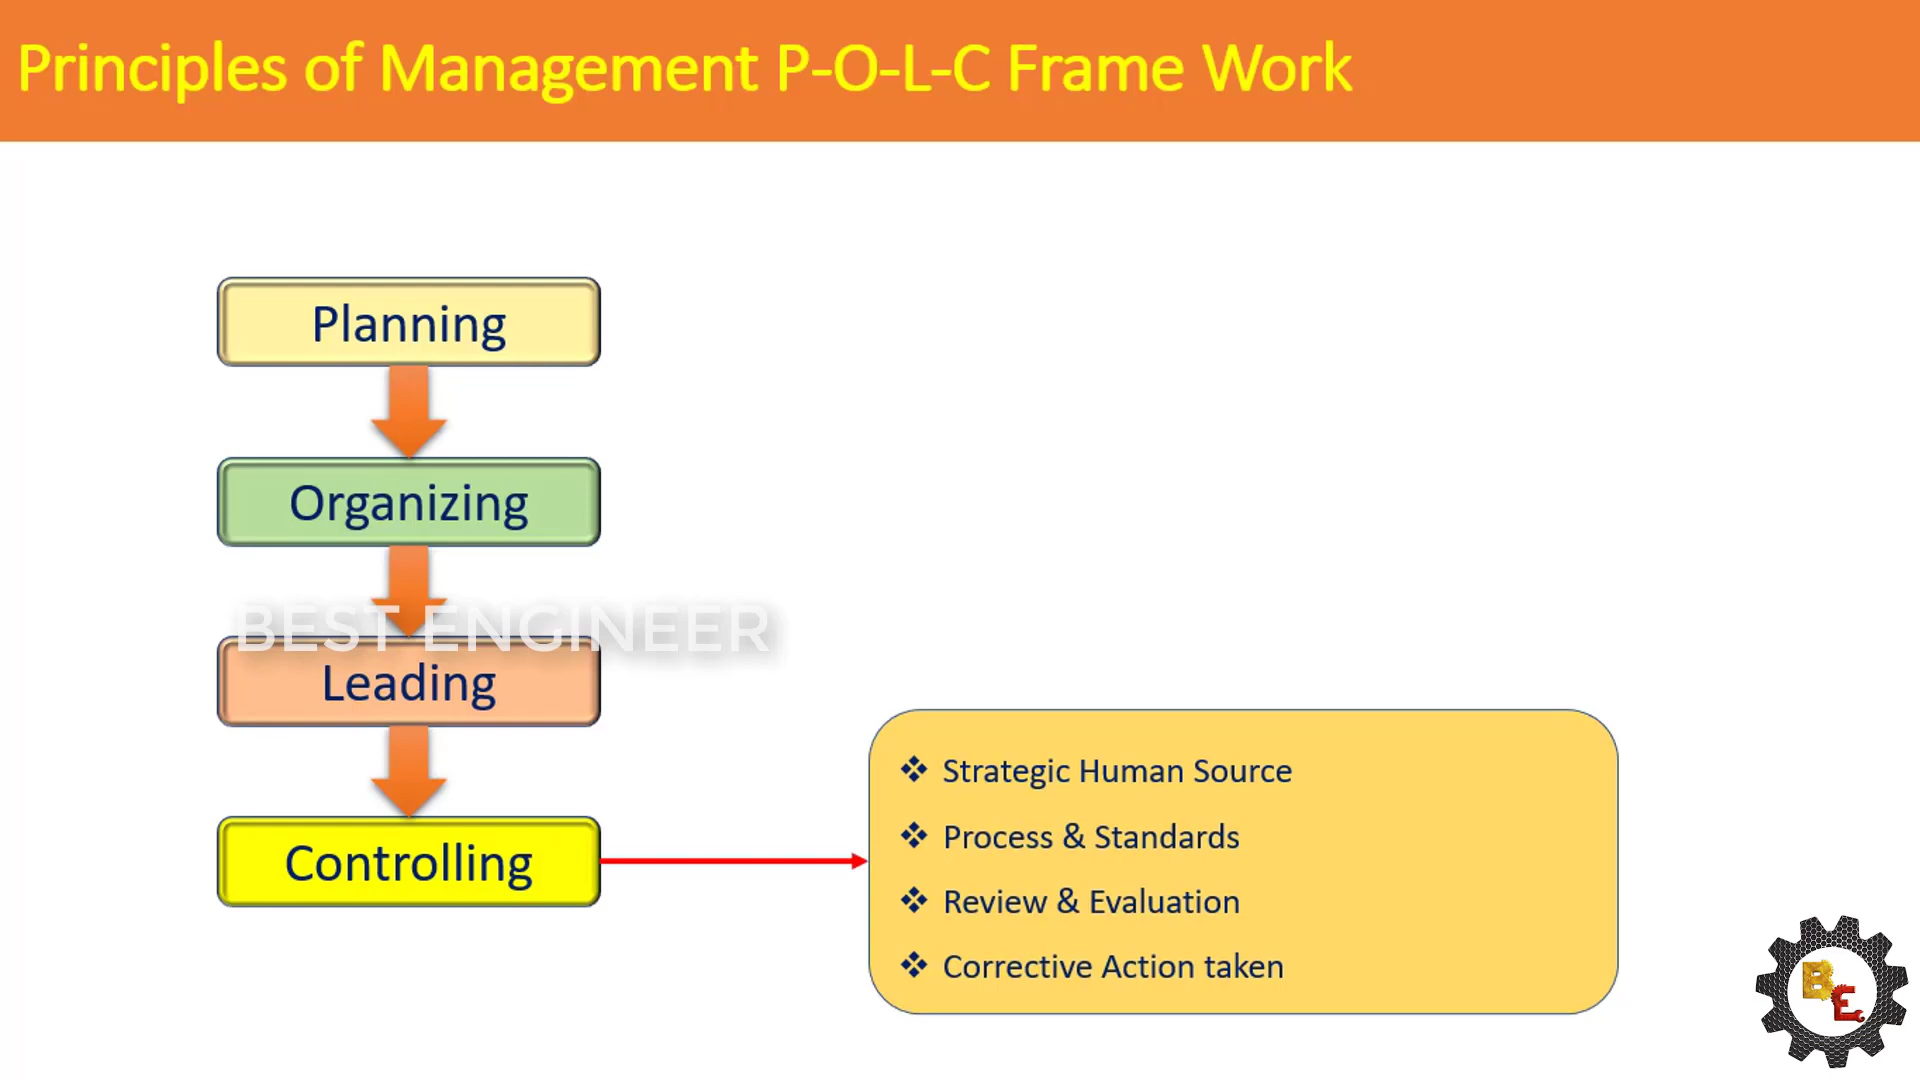 Principles of Management P-O-L-C Frame Work
Planning
Organizing
BEST ENGINEER
Leading
Controlling
❖ Strategic Human Source
❖ Process & Standards
❖ Review & Evaluation
❖ Corrective Action taken
BE